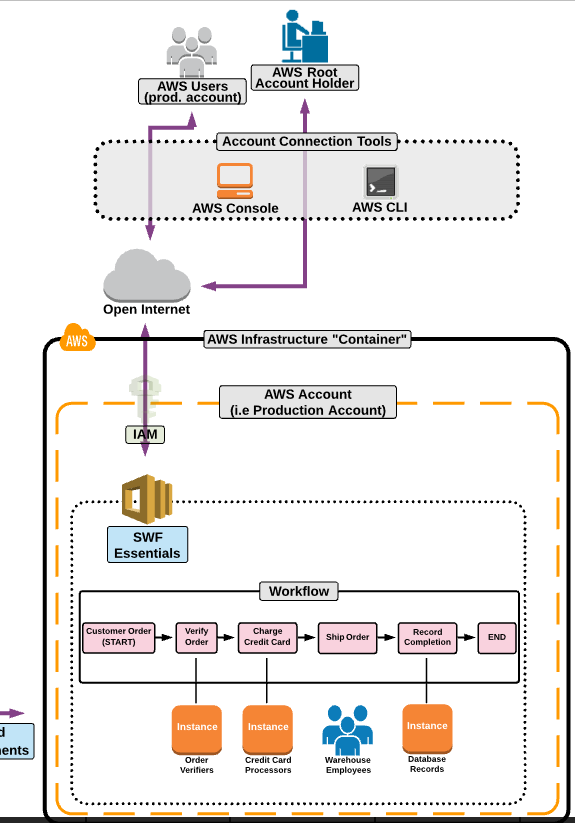 AWS Users
(prod. account)
AWS Root
Account Holder
Account Connection Tools
AWS Console
AWS CLI
Open Internet
AWS
AWS Infrastructure "Container"
AWS Account
(i.e Production Account)
IAM
SWF
Essentials
Workflow
Customer Order
(START)
Verify
Order
Charge
Credit Card
Ship Order
Record
Completion
END
Instance
Instance
Instance
Order
Verifiers
Credit Card
Processors
Warehouse
Employees
Database
Records
d
nents